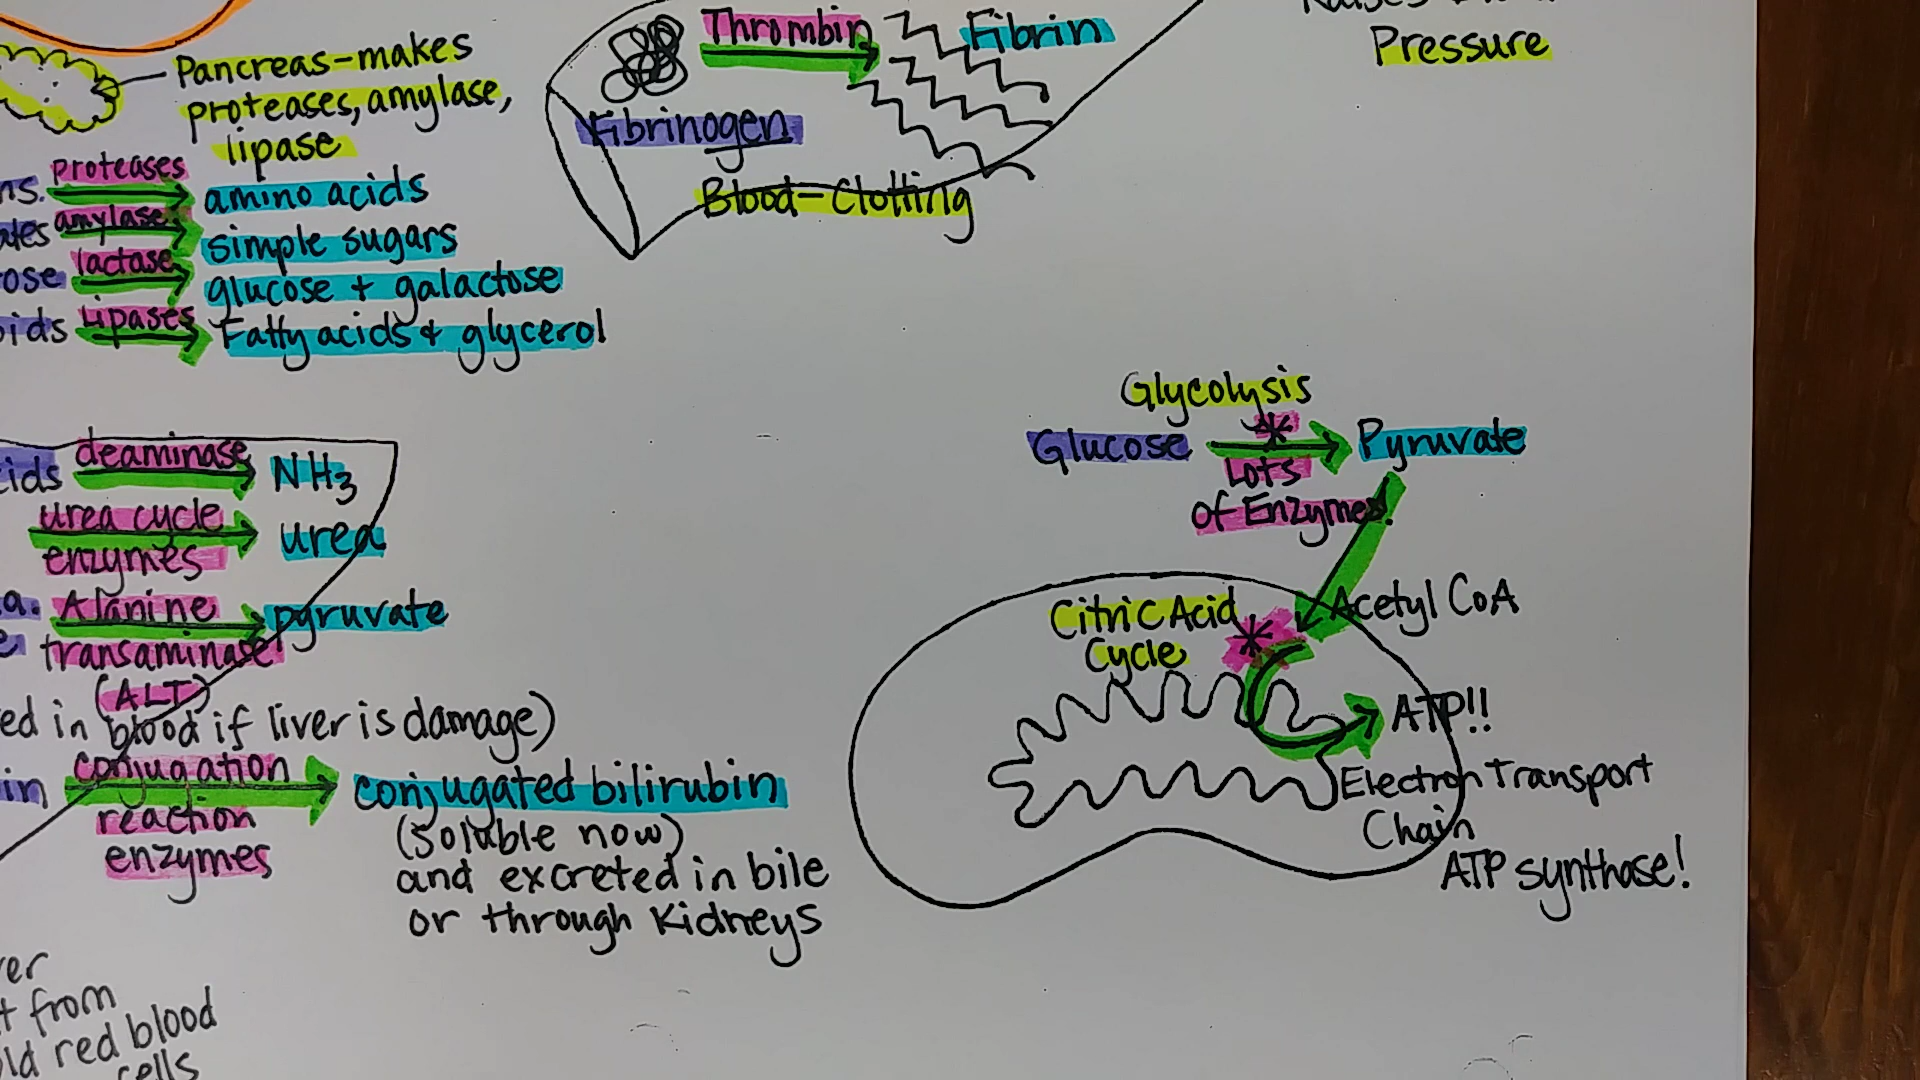 Pancreas-makes
proteases, amylase,
lipase
proteases
amino acids
amylase
simple sugars
lactase
glucose + galactose
Lipases
Fatty acids & glycerol
Thrombin
Fibrin
Fibrinogen
Blood-Clotting
Pressure
deaminase
NH3
urea cycle
enzymes
urea
Alanine
transaminase
(ALT)
pyruvate
in blood if liver is damage)
conjugation
reaction
enzymes
conjugated bilirubin
(soluble now)
and excreted in bile
or through Kidneys
from
red blood
cells
Glycolysis
Glucose
*
Lots
of Enzymes!
Pyruvate
Citric Acid
Cycle
*
Acetyl CoA
ATP!!
Electron Transport
Chain
ATP synthase!